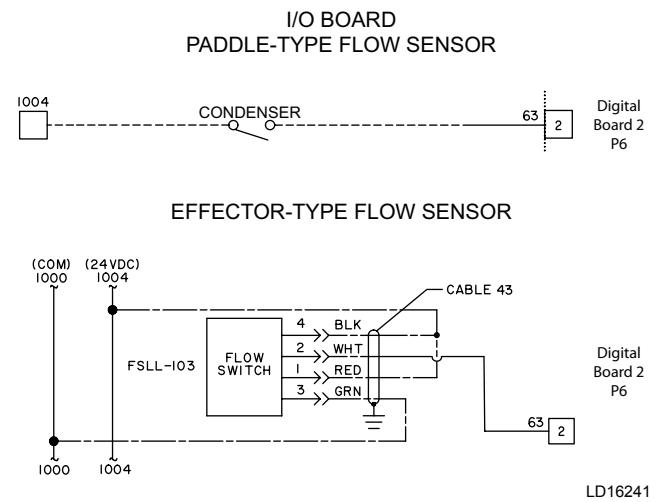 I/O BOARD
PADDLE-TYPE FLOW SENSOR
1004
CONDENSER
63
2
Digital
Board 2
P6
EFFECTOR-TYPE FLOW SENSOR
(COM) (24VDC)
1000 1004
CABLE 43
FSLL-103
FLOW
SWITCH
4 BLK
2 WHT
1 RED
3 GRN
Digital
Board 2
P6
63
2
1000 1004
LD16241